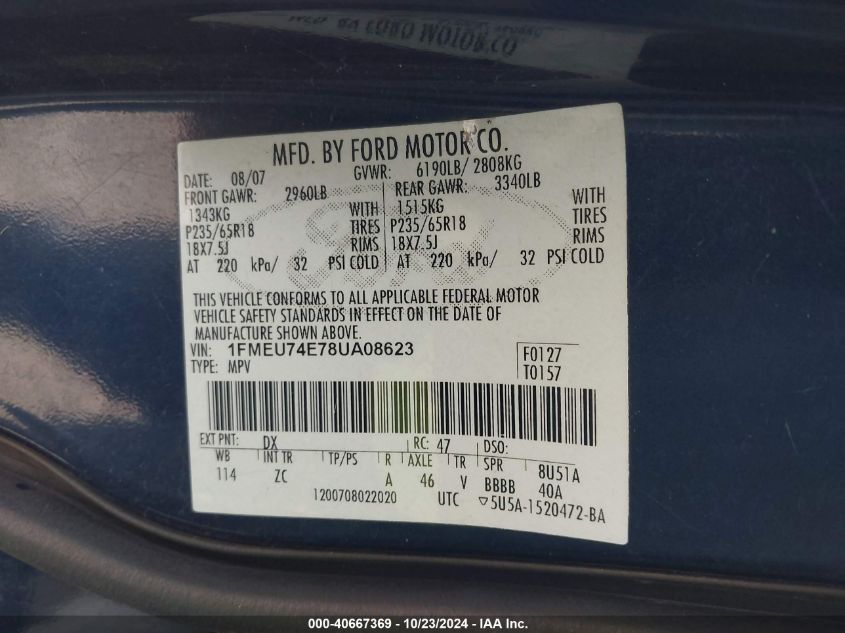 MFD. BY FORD MOTOR CO.
DATE: 08/07 GVWR: 6190LB/ 2808KG
FRONT GAWR: 2960LB REAR GAWR: 3340LB
1343KG WITH 1515KG WITH
P235/65R18 TIRES P235/65R18 TIRES
18X7.5J RIMS 18X7.5J RIMS
AT 220 kPa/ 32 PSI COLD AT 220 kPa/ 32 PSI COLD
THIS VEHICLE CONFORMS TO ALL APPLICABLE FEDERAL MOTOR
VEHICLE SAFETY STANDARDS IN EFFECT ON THE DATE OF
MANUFACTURE SHOWN ABOVE.
VIN: 1FMEU74E78UA08623 F0127
TYPE: MPV T0157
EXT PNT: DX RC: 47 DSO:
WB INT TR TP/PS R AXLE TR SPR 8U51A
114 ZC A 46 V BBBB 40A
1200708022020 UTC ▽5U5A-1520472-BA
000-40667369 - 10/23/2024 - IAA Inc.